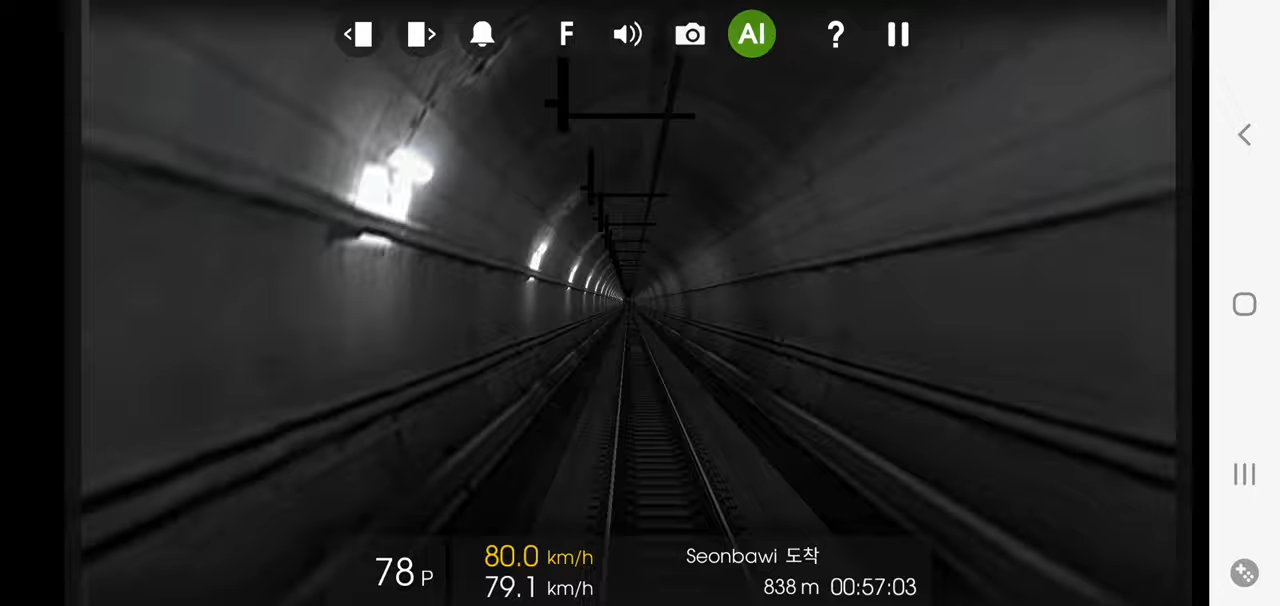 F AI ?
78 P
80.0 km/h
79.1 km/h
Seonbawi 도착
838 m 00:57:03